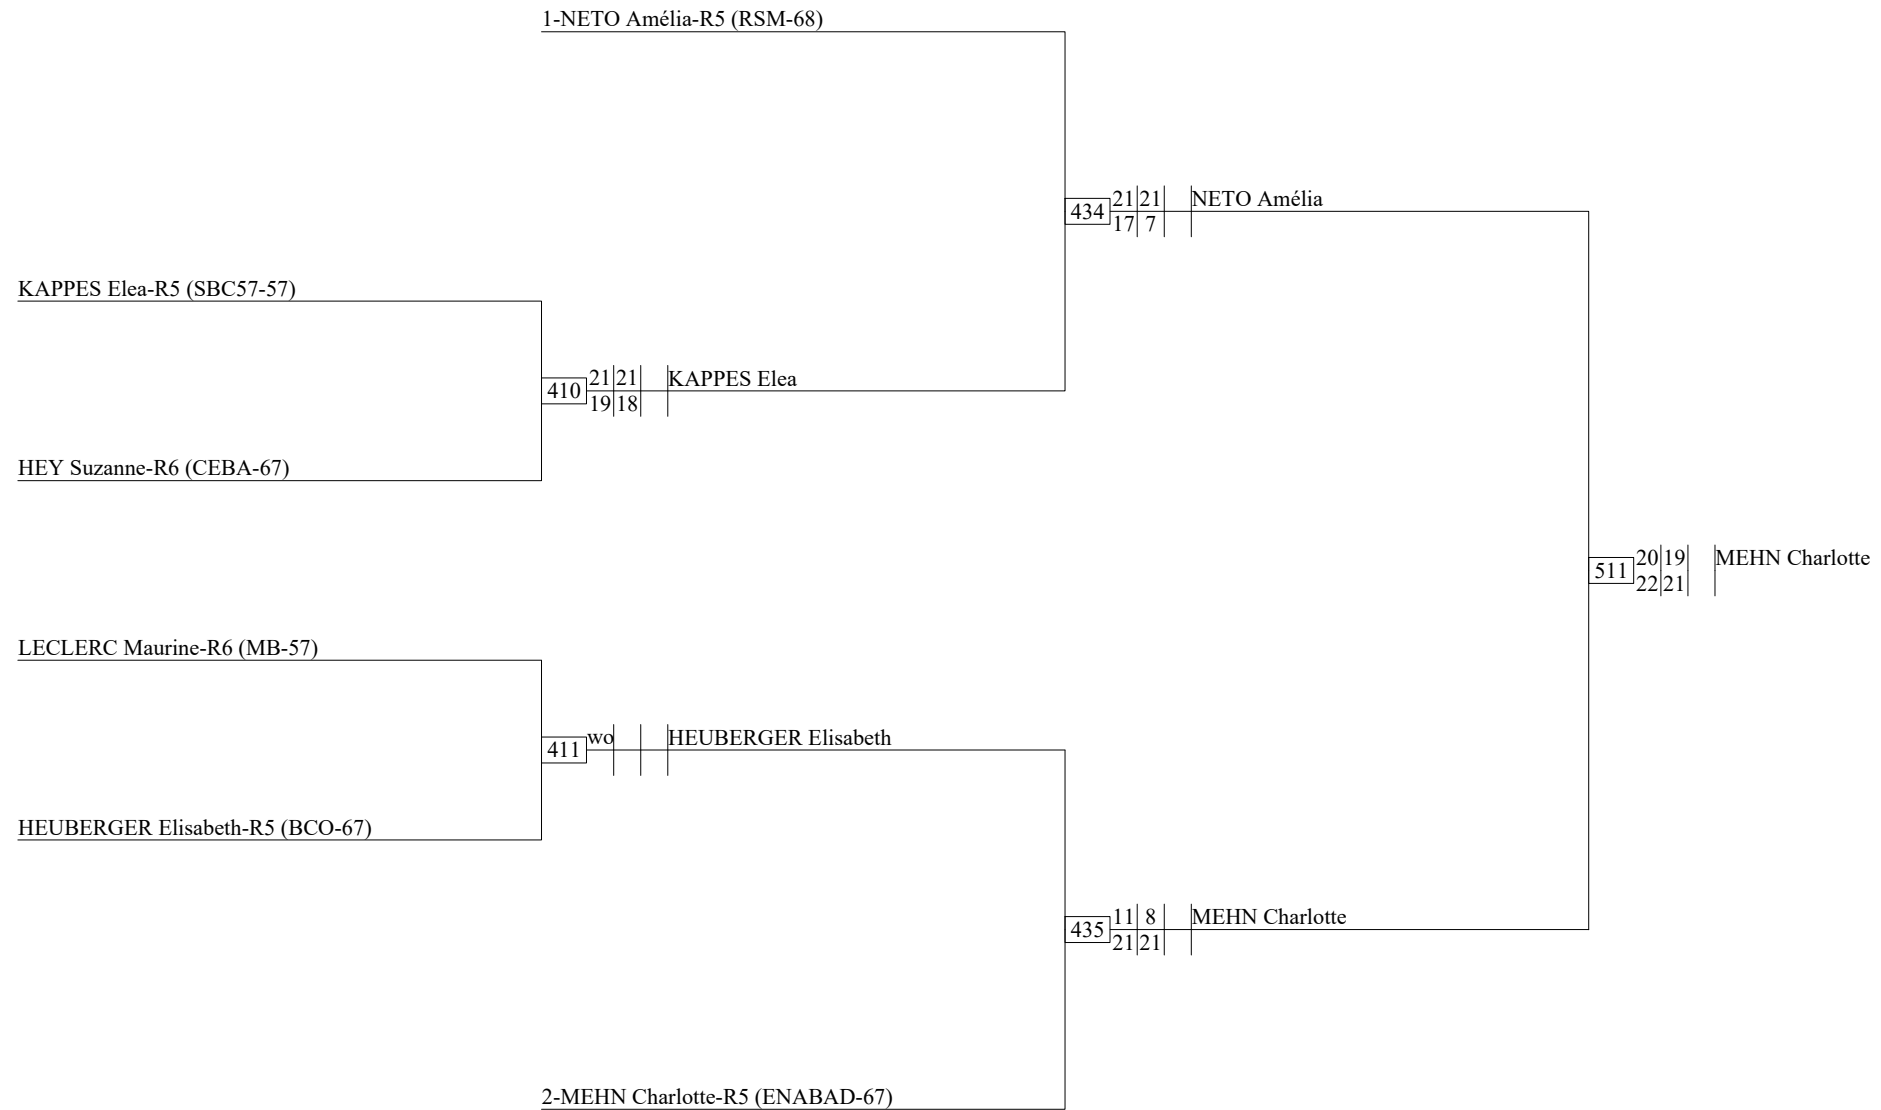 1-NETO Amélia-R5 (RSM-68)
434 21 21 NETO Amélia
17 7
KAPPES Elea-R5 (SBC57-57)
410 21 21 KAPPES Elea
19 18
HEY Suzanne-R6 (CEBA-67)
511 20 19 MEHN Charlotte
22 21
LECLERC Maurine-R6 (MB-57)
411 wo HEUBERGER Elisabeth
HEUBERGER Elisabeth-R5 (BCO-67)
435 11 8 MEHN Charlotte
21 21
2-MEHN Charlotte-R5 (ENABAD-67)